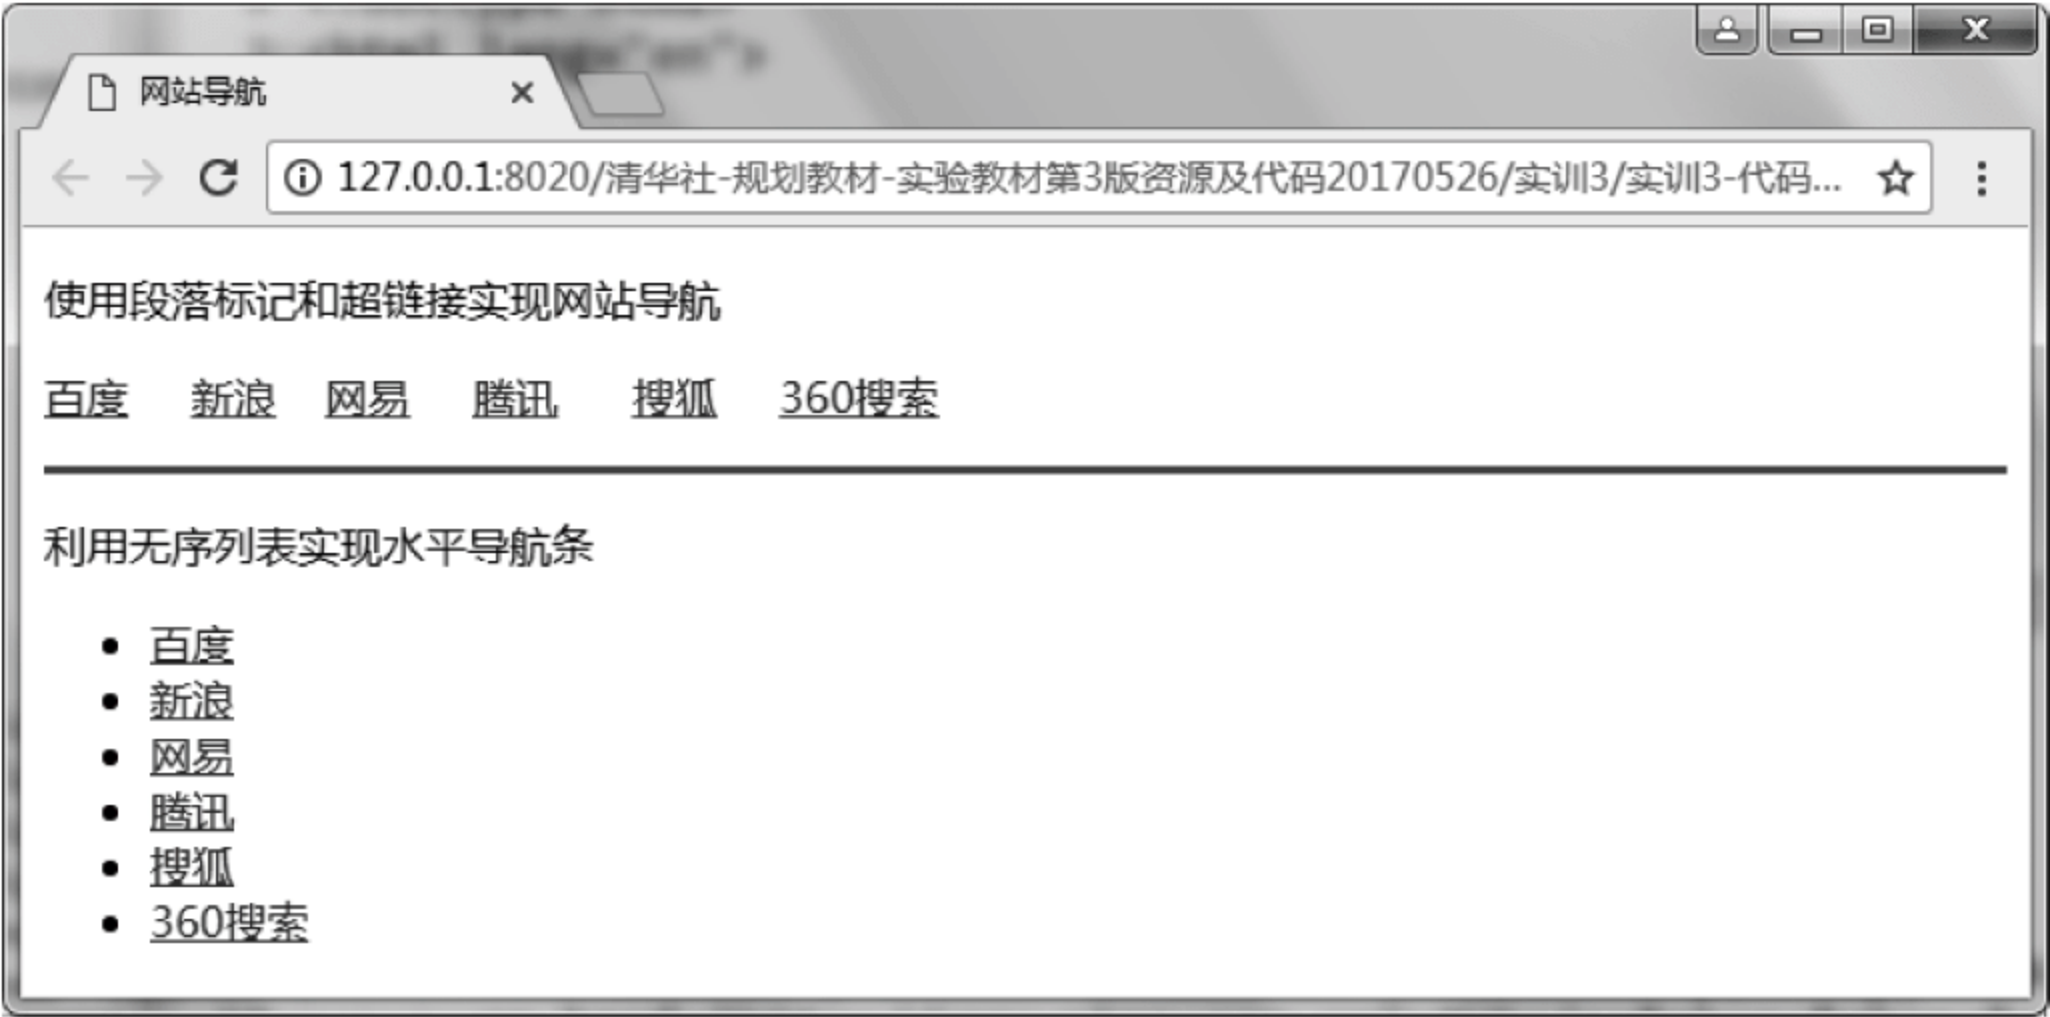 <html lang="en">
网站导航
127.0.0.1:8020/清华社-规划教材-实验教材第3版资源及代码20170526/实训3/实训3-代码...
使用段落标记和超链接实现网站导航
百度 新浪 网易 腾讯 搜狐 360搜索
利用无序列表实现水平导航条
百度
新浪
网易
腾讯
搜狐
360搜索